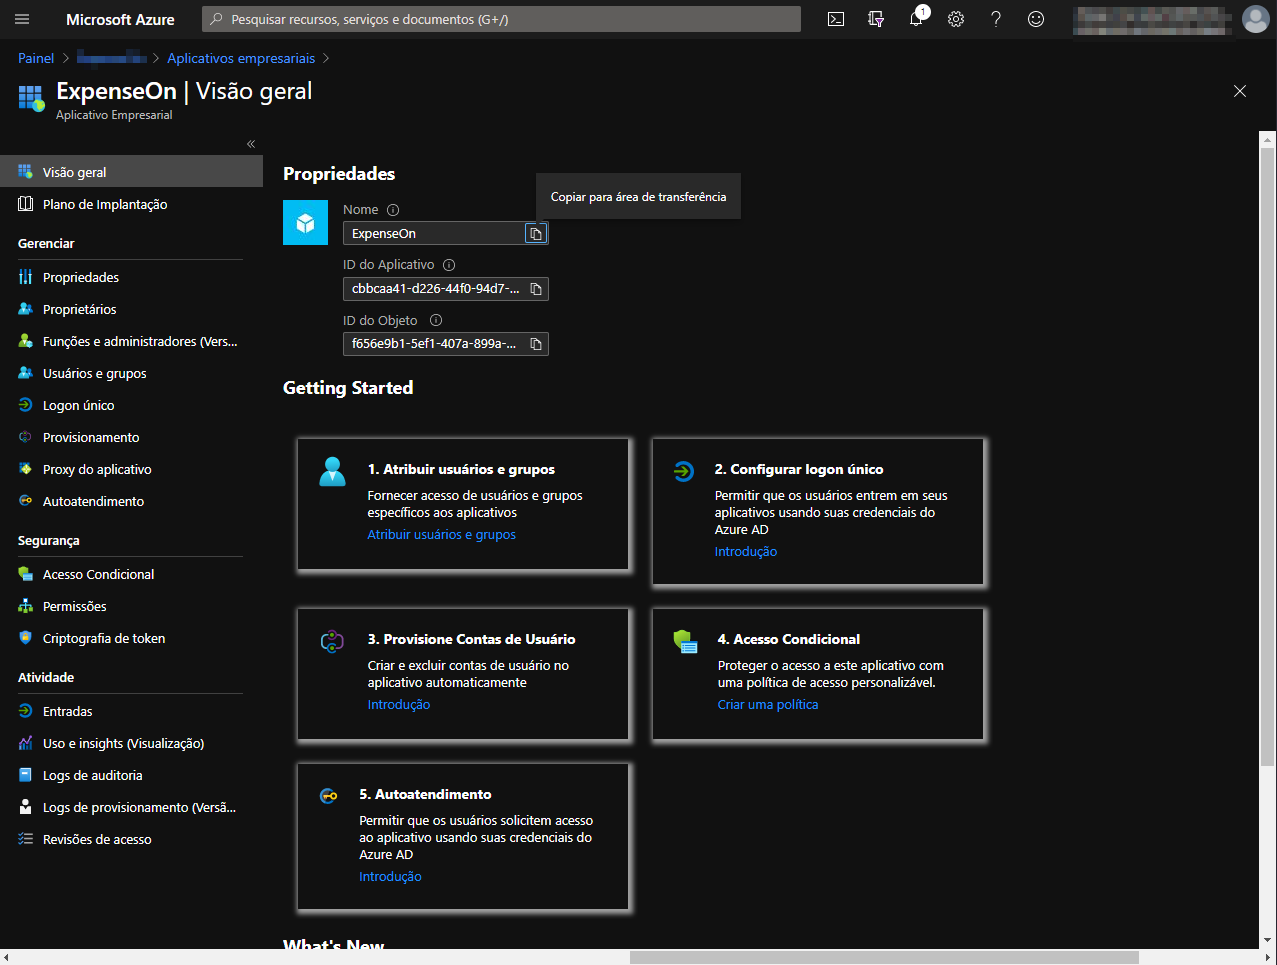 Microsoft Azure
Pesquisar recursos, serviços e documentos (G+/)
1
Painel > > Aplicativos empresariais >
ExpenseOn | Visão geral
Aplicativo Empresarial
Visão geral
Plano de Implantação
Gerenciar
Propriedades
Proprietários
Funções e administradores (Vers...
Usuários e grupos
Logon único
Provisionamento
Proxy do aplicativo
Autoatendimento
Segurança
Acesso Condicional
Permissões
Criptografia de token
Atividade
Entradas
Uso e insights (Visualização)
Logs de auditoria
Logs de provisionamento (Versã...
Revisões de acesso
Propriedades
Copiar para área de transferência
Nome
ExpenseOn
ID do Aplicativo
cbbcaa41-d226-44f0-94d7-...
ID do Objeto
f656e9b1-5ef1-407a-899a-...
Getting Started
1. Atribuir usuários e grupos
Fornecer acesso de usuários e grupos
específicos aos aplicativos
Atribuir usuários e grupos
2. Configurar logon único
Permitir que os usuários entrem em seus
aplicativos usando suas credenciais do
Azure AD
Introdução
3. Provisione Contas de Usuário
Criar e excluir contas de usuário no
aplicativo automaticamente
Introdução
4. Acesso Condicional
Proteger o acesso a este aplicativo com
uma política de acesso personalizável.
Criar uma política
5. Autoatendimento
Permitir que os usuários solicitem acesso
ao aplicativo usando suas credenciais do
Azure AD
Introdução
What's New